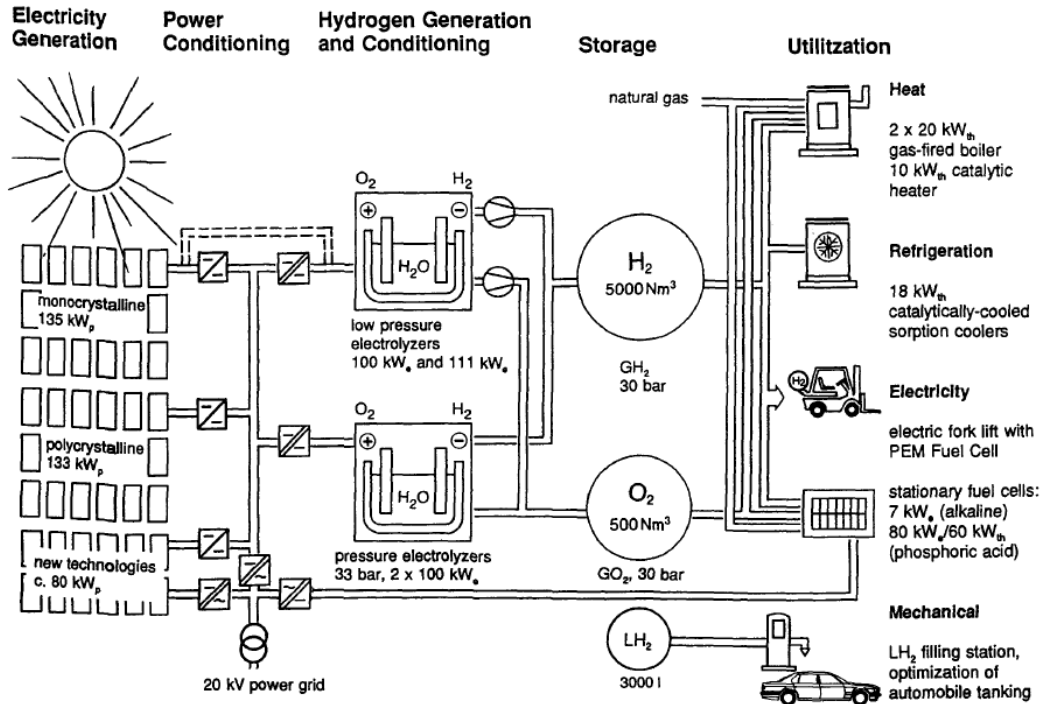 Electricity
Generation
Power
Conditioning
Hydrogen Generation
and Conditioning
Storage
Utilitzation
natural gas
Heat
2 x 20 kWth
gas-fired boiler
10 kWth catalytic
heater
O2
H2
+
−
H2O
low pressure
electrolyzers
100 kWe and 111 kWe
monocrystalline
135 kWp
H2
5000 Nm³
GH2
30 bar
Refrigeration
18 kWth
catalytically-cooled
sorption coolers
H2
Electricity
electric fork lift with
PEM Fuel Cell
stationary fuel cells:
7 kWe (alkaline)
80 kWe/60 kWth
(phosphoric acid)
polycrystalline
133 kWp
O2
H2
+
−
H2O
pressure electrolyzers
33 bar, 2 x 100 kWe
O2
500 Nm³
GO2, 30 bar
new technologies
c. 80 kWp
20 kV power grid
LH2
3000 l
Mechanical
LH2 filling station,
optimization of
automobile tanking